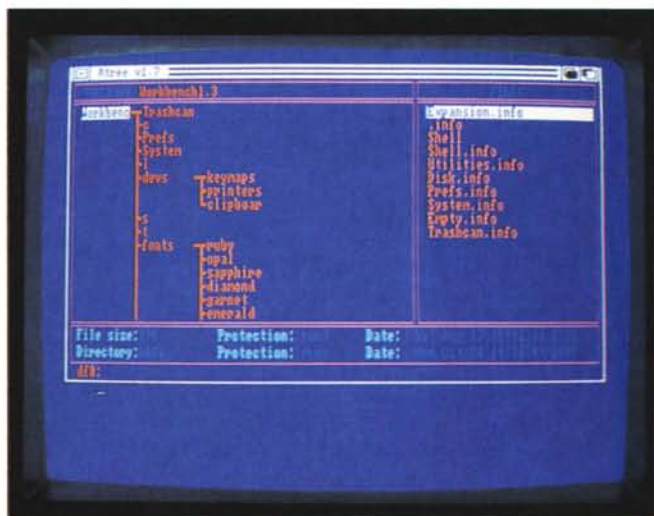 Atree v1.7
Workbench1.3
Workbenc
Trashcan
c
Prefs
System
l
devs
keymaps
printers
clipboar
s
t
fonts
ruby
opal
sapphire
diamond
garnet
emerald
Expansion.info
.info
Shell
Shell.info
Utilities.info
Disk.info
Prefs.info
System.info
Empty.info
Trashcan.info
File size: Protection: Date:
Directory: Protection: Date:
df0: